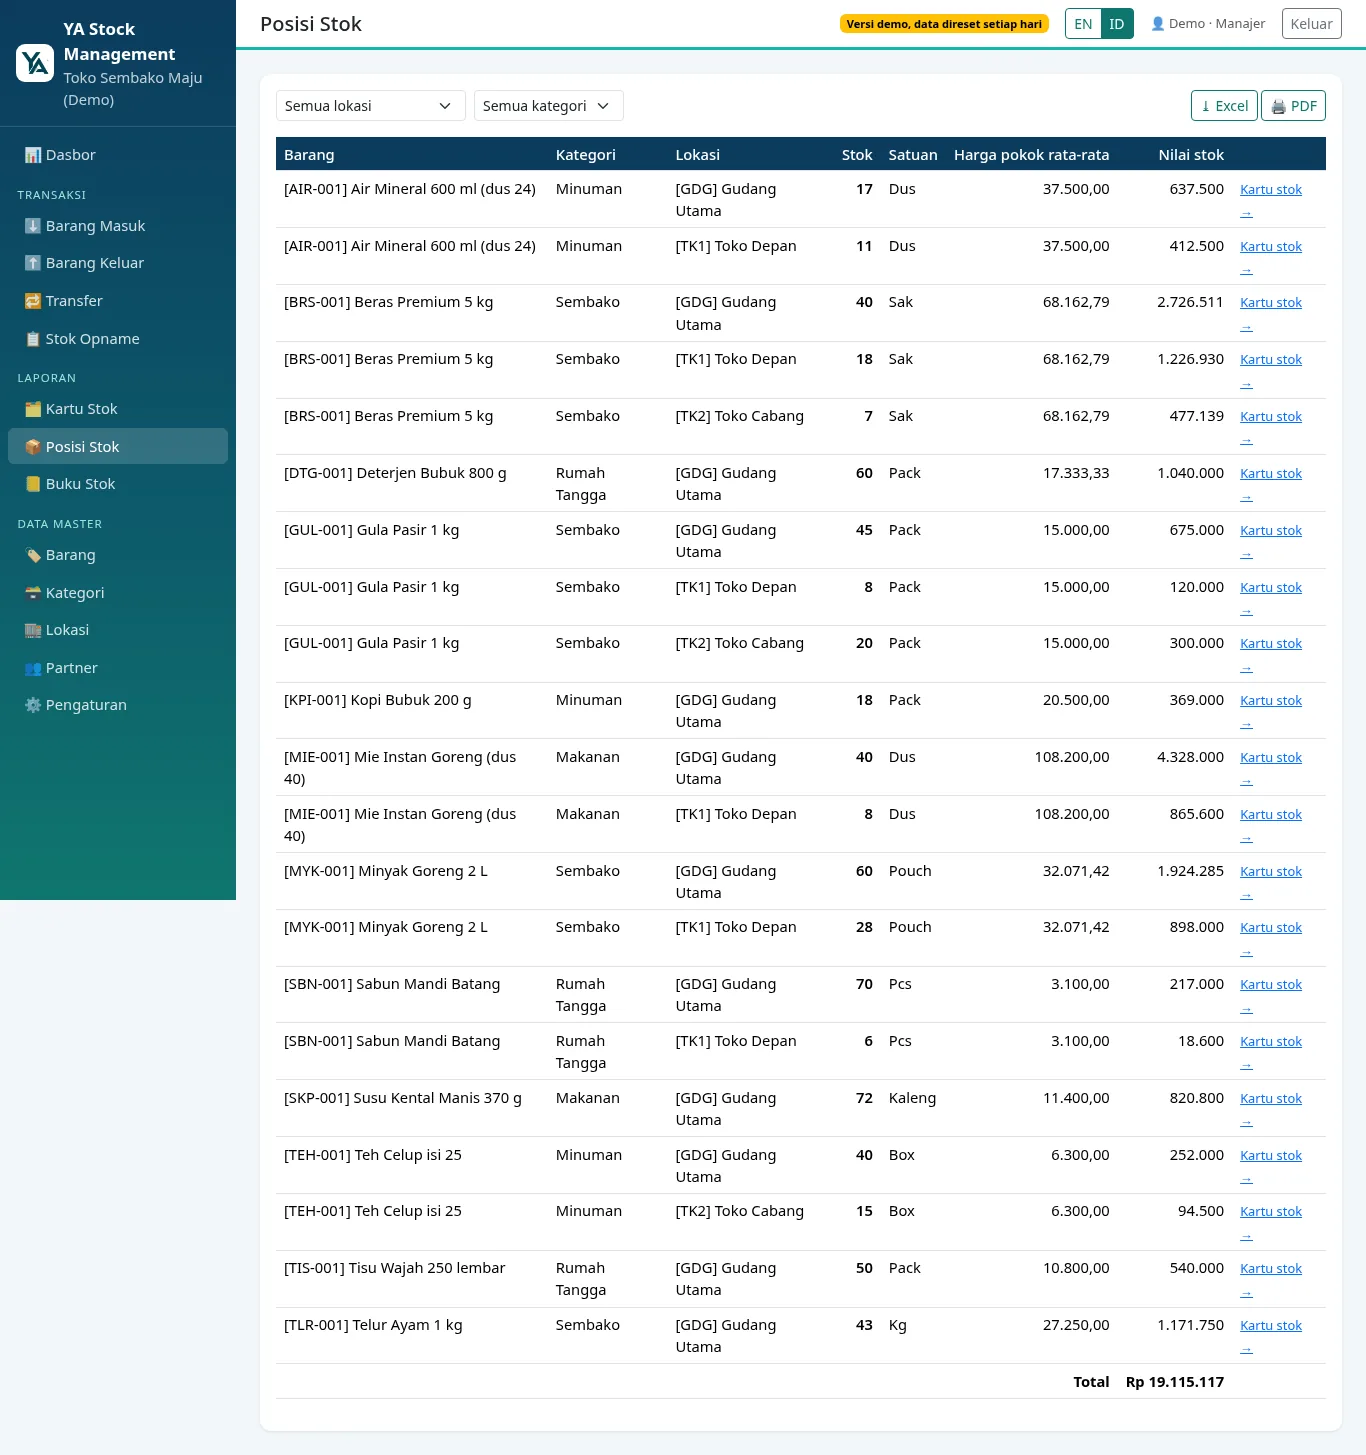 YA Stock
Management
Toko Sembako Maju
(Demo)
YA
📊 Dasbor
TRANSAKSI
⬇️ Barang Masuk
⬆️ Barang Keluar
🔁 Transfer
📋 Stok Opname
LAPORAN
🗂️ Kartu Stok
📦 Posisi Stok
📒 Buku Stok
DATA MASTER
🏷️ Barang
🗃️ Kategori
🏬 Lokasi
👥 Partner
⚙️ Pengaturan
Posisi Stok
Versi demo, data direset setiap hari
EN ID
👤 Demo · Manajer
Keluar
Semua lokasi
Semua kategori
⤓ Excel
🖨️ PDF
Barang Kategori Lokasi Stok Satuan Harga pokok rata-rata Nilai stok
[AIR-001] Air Mineral 600 ml (dus 24) Minuman [GDG] Gudang 17 Dus 37.500,00 637.500 Kartu stok
Utama →
[AIR-001] Air Mineral 600 ml (dus 24) Minuman [TK1] Toko Depan 11 Dus 37.500,00 412.500 Kartu stok
→
[BRS-001] Beras Premium 5 kg Sembako [GDG] Gudang 40 Sak 68.162,79 2.726.511 Kartu stok
Utama →
[BRS-001] Beras Premium 5 kg Sembako [TK1] Toko Depan 18 Sak 68.162,79 1.226.930 Kartu stok
→
[BRS-001] Beras Premium 5 kg Sembako [TK2] Toko Cabang 7 Sak 68.162,79 477.139 Kartu stok
→
[DTG-001] Deterjen Bubuk 800 g Rumah [GDG] Gudang 60 Pack 17.333,33 1.040.000 Kartu stok
Tangga Utama →
[GUL-001] Gula Pasir 1 kg Sembako [GDG] Gudang 45 Pack 15.000,00 675.000 Kartu stok
Utama →
[GUL-001] Gula Pasir 1 kg Sembako [TK1] Toko Depan 8 Pack 15.000,00 120.000 Kartu stok
→
[GUL-001] Gula Pasir 1 kg Sembako [TK2] Toko Cabang 20 Pack 15.000,00 300.000 Kartu stok
→
[KPI-001] Kopi Bubuk 200 g Minuman [GDG] Gudang 18 Pack 20.500,00 369.000 Kartu stok
Utama →
[MIE-001] Mie Instan Goreng (dus Makanan [GDG] Gudang 40 Dus 108.200,00 4.328.000 Kartu stok
40) Utama →
[MIE-001] Mie Instan Goreng (dus Makanan [TK1] Toko Depan 8 Dus 108.200,00 865.600 Kartu stok
40) →
[MYK-001] Minyak Goreng 2 L Sembako [GDG] Gudang 60 Pouch 32.071,42 1.924.285 Kartu stok
Utama →
[MYK-001] Minyak Goreng 2 L Sembako [TK1] Toko Depan 28 Pouch 32.071,42 898.000 Kartu stok
→
[SBN-001] Sabun Mandi Batang Rumah [GDG] Gudang 70 Pcs 3.100,00 217.000 Kartu stok
Tangga Utama →
[SBN-001] Sabun Mandi Batang Rumah [TK1] Toko Depan 6 Pcs 3.100,00 18.600 Kartu stok
Tangga →
[SKP-001] Susu Kental Manis 370 g Makanan [GDG] Gudang 72 Kaleng 11.400,00 820.800 Kartu stok
Utama →
[TEH-001] Teh Celup isi 25 Minuman [GDG] Gudang 40 Box 6.300,00 252.000 Kartu stok
Utama →
[TEH-001] Teh Celup isi 25 Minuman [TK2] Toko Cabang 15 Box 6.300,00 94.500 Kartu stok
→
[TIS-001] Tisu Wajah 250 lembar Rumah [GDG] Gudang 50 Pack 10.800,00 540.000 Kartu stok
Tangga Utama →
[TLR-001] Telur Ayam 1 kg Sembako [GDG] Gudang 43 Kg 27.250,00 1.171.750 Kartu stok
Utama →
Total Rp 19.115.117